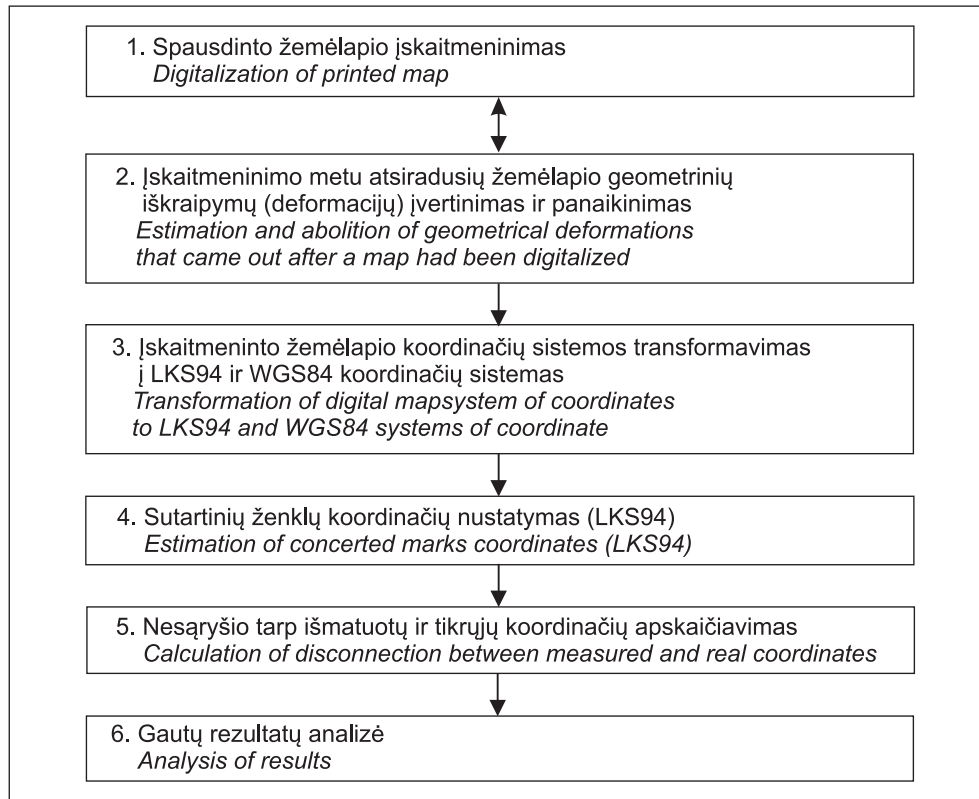 1. Spausdinto žemėlapio įskaitmeninimas
Digitalization of printed map
2. Įskaitmeninimo metu atsiradusių žemėlapio geometrinių
iškraipymų (deformacijų) įvertinimas ir panaikinimas
Estimation and abolition of geometrical deformations
that came out after a map had been digitalized
3. Įskaitmeninto žemėlapio koordinačių sistemos transformavimas
į LKS94 ir WGS84 koordinačių sistemas
Transformation of digital mapsystem of coordinates
to LKS94 and WGS84 systems of coordinate
4. Sutartinių ženklų koordinačių nustatymas (LKS94)
Estimation of concerted marks coordinates (LKS94)
5. Nesąryšio tarp išmatuotų ir tikrųjų koordinačių apskaičiavimas
Calculation of disconnection between measured and real coordinates
6. Gautų rezultatų analizė
Analysis of results